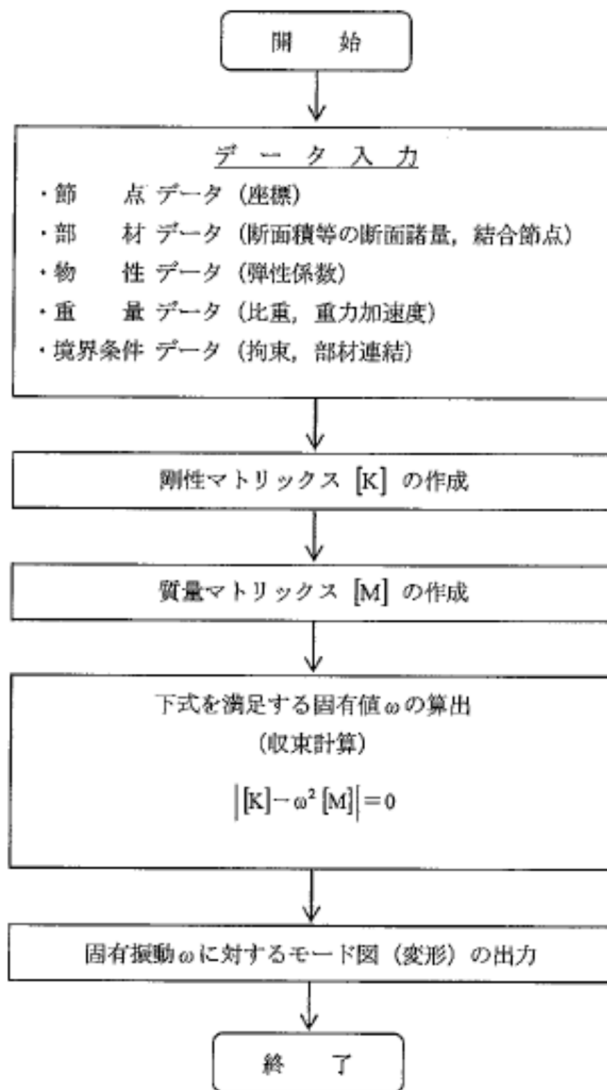 開 始
データ入力
・節 点 データ (座標)
・部 材 データ (断面積等の断面諸量, 結合節点)
・物 性 データ (弾性係数)
・重 量 データ (比重, 重力加速度)
・境界条件 データ (拘束, 部材連結)
剛性マトリックス [K] の作成
質量マトリックス [M] の作成
下式を満足する固有値ωの算出
(収束計算)
|[K]−ω² [M]|=0
固有振動ωに対するモード図 (変形) の出力
終 了